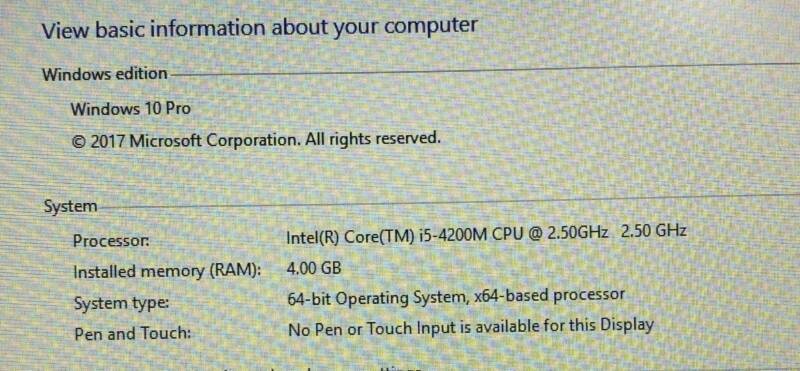 View basic information about your computer
Windows edition
Windows 10 Pro
© 2017 Microsoft Corporation. All rights reserved.
System
Processor: Intel(R) Core(TM) i5-4200M CPU @ 2.50GHz 2.50 GHz
Installed memory (RAM): 4.00 GB
System type: 64-bit Operating System, x64-based processor
Pen and Touch: No Pen or Touch Input is available for this Display